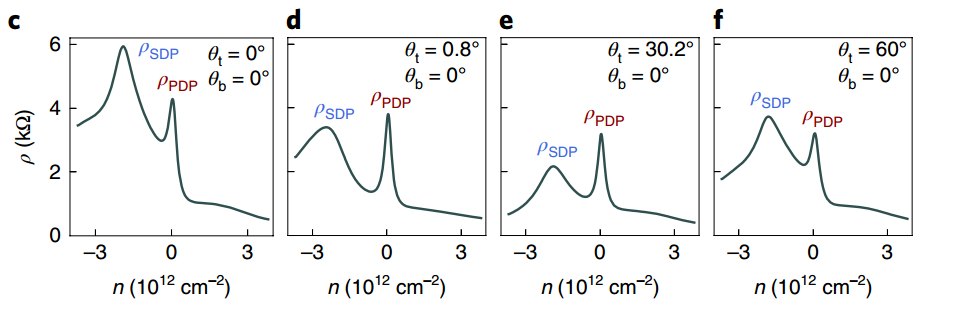 c
d
e
f
ρ (kΩ)
6
4
2
0
ρSDP
θt = 0°
ρPDP
θb = 0°
−3
0
3
n (10¹² cm⁻²)
θt = 0.8°
θb = 0°
ρPDP
ρSDP
−3
0
3
n (10¹² cm⁻²)
θt = 30.2°
θb = 0°
ρPDP
ρSDP
−3
0
3
n (10¹² cm⁻²)
θt = 60°
θb = 0°
ρSDP
ρPDP
−3
0
3
n (10¹² cm⁻²)